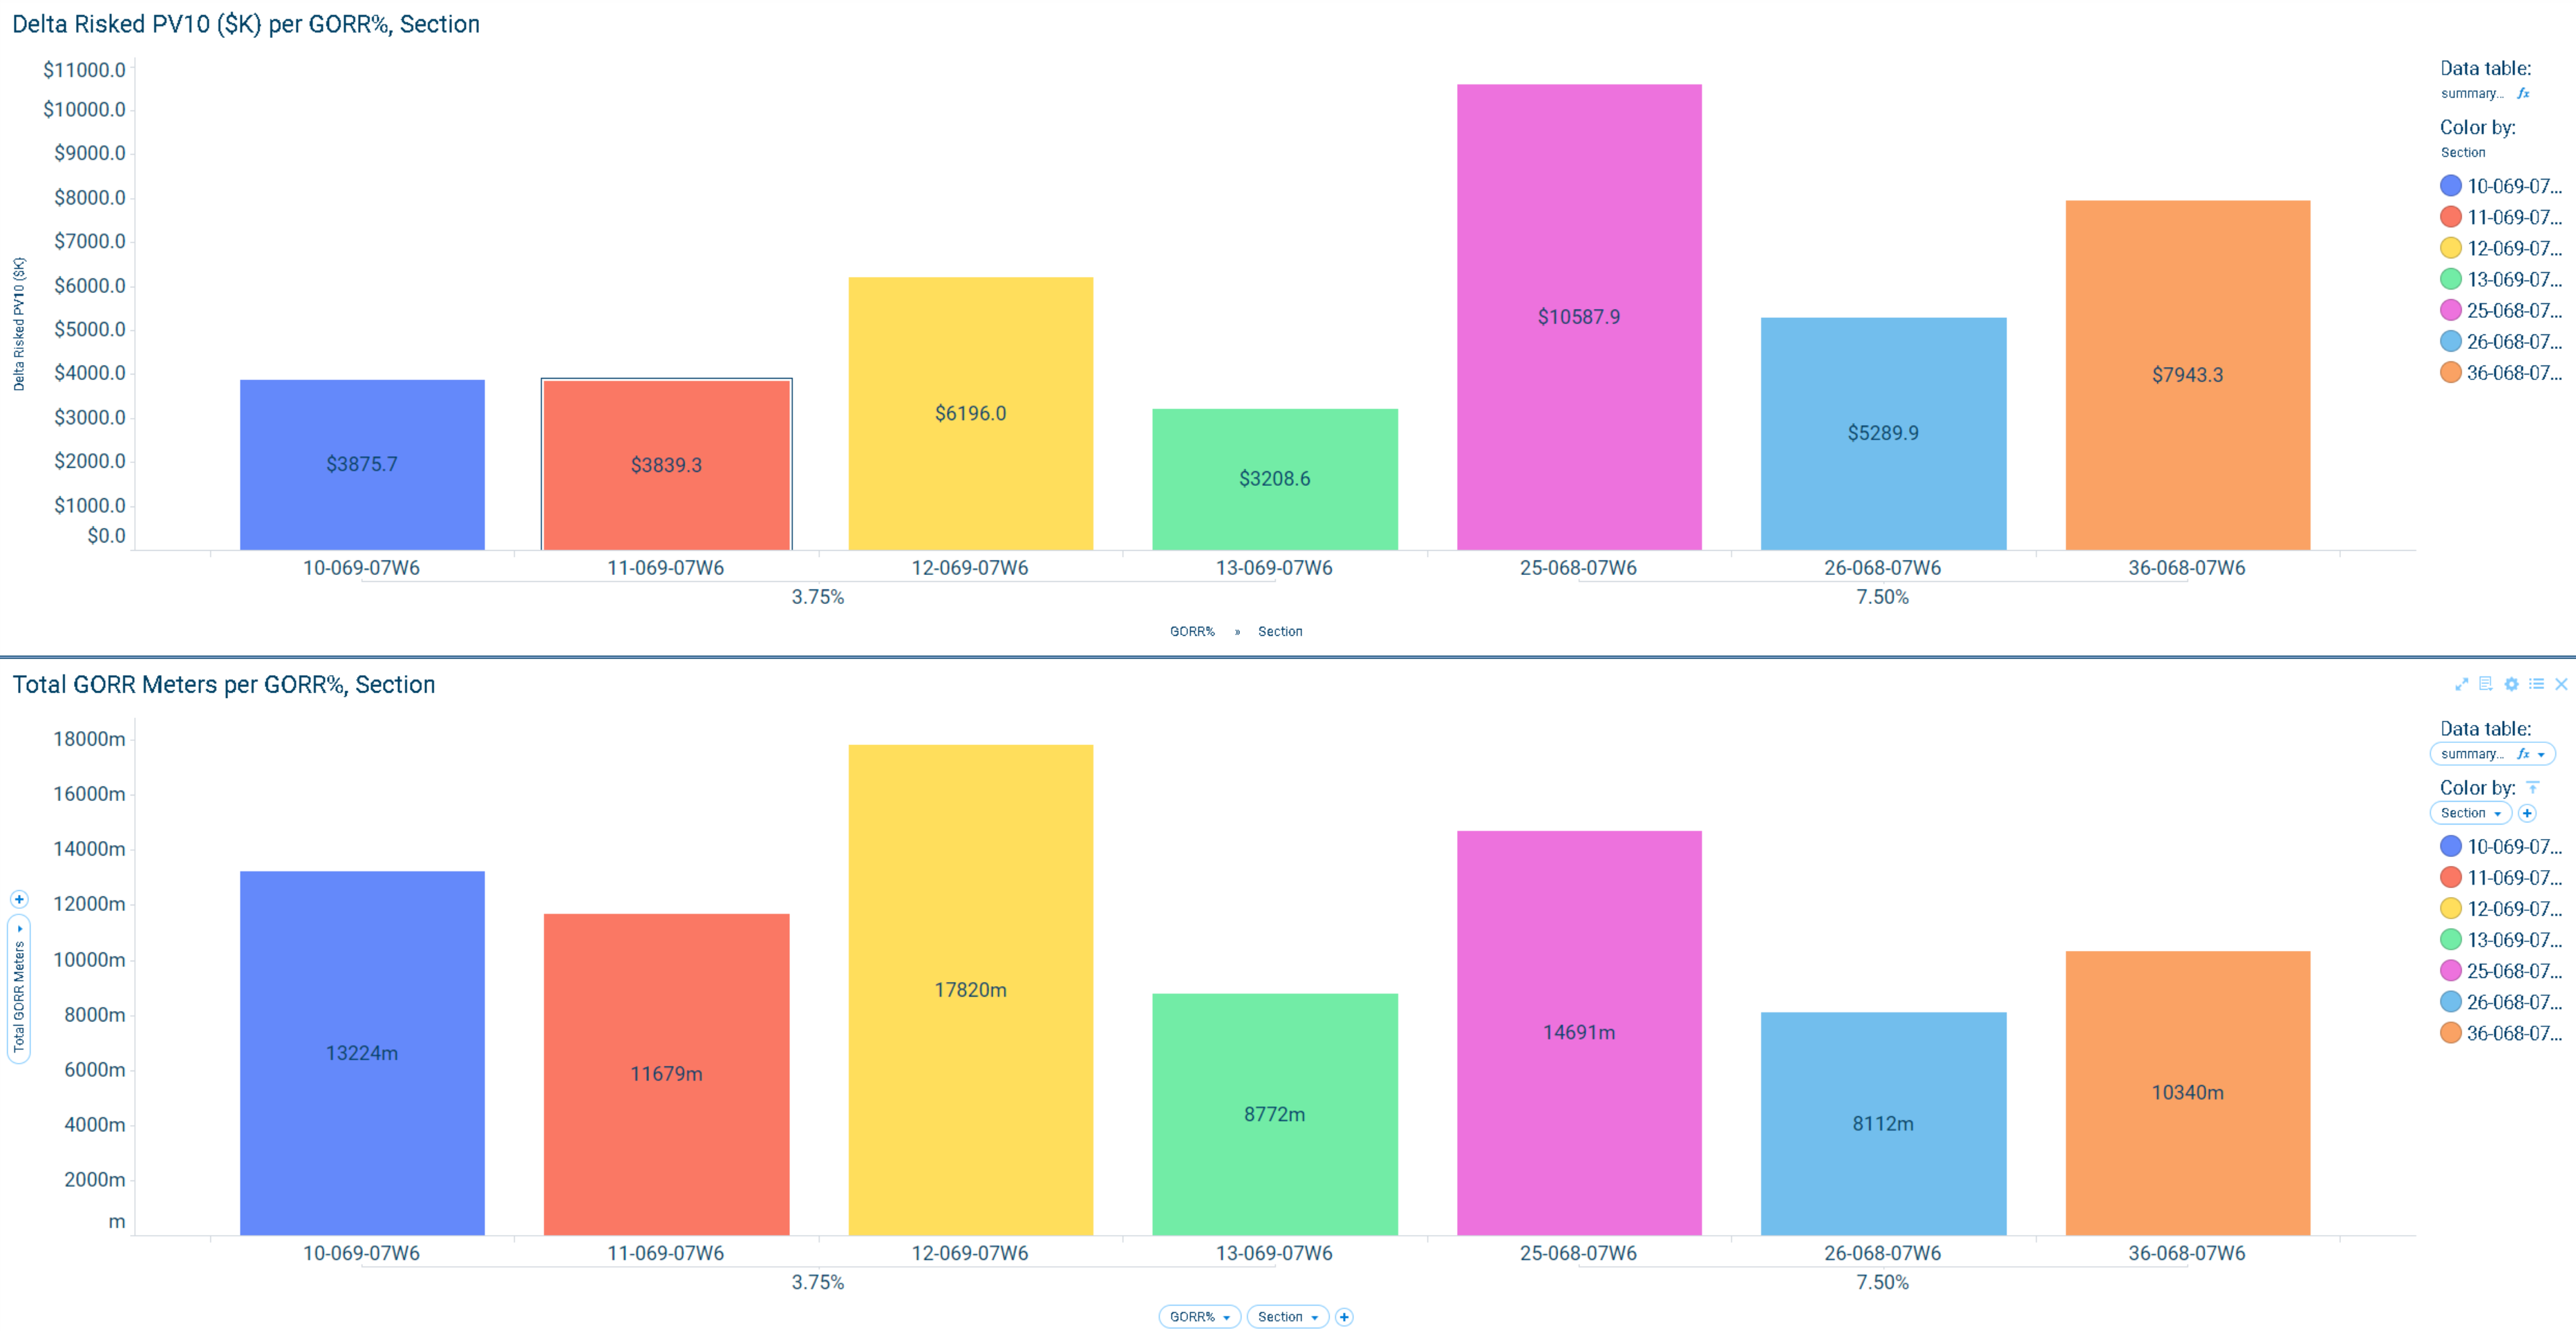 Delta Risked PV10 ($K) per GORR%, Section
$11000.0
$10000.0
$9000.0
$8000.0
$7000.0
$6000.0
$5000.0
$4000.0
$3000.0
$2000.0
$1000.0
$0.0
Delta Risked PV10 ($K)
$3875.7
$3839.3
$6196.0
$3208.6
$10587.9
$5289.9
$7943.3
10-069-07W6
11-069-07W6
12-069-07W6
13-069-07W6
25-068-07W6
26-068-07W6
36-068-07W6
3.75%
7.50%
GORR% » Section
Data table:
summary... fx
Color by:
Section
10-069-07...
11-069-07...
12-069-07...
13-069-07...
25-068-07...
26-068-07...
36-068-07...
Total GORR Meters per GORR%, Section
18000m
16000m
14000m
12000m
10000m
8000m
6000m
4000m
2000m
m
Total GORR Meters
13224m
11679m
17820m
8772m
14691m
8112m
10340m
10-069-07W6
11-069-07W6
12-069-07W6
13-069-07W6
25-068-07W6
26-068-07W6
36-068-07W6
3.75%
7.50%
GORR% Section
Data table:
summary... fx
Color by:
Section
10-069-07...
11-069-07...
12-069-07...
13-069-07...
25-068-07...
26-068-07...
36-068-07...